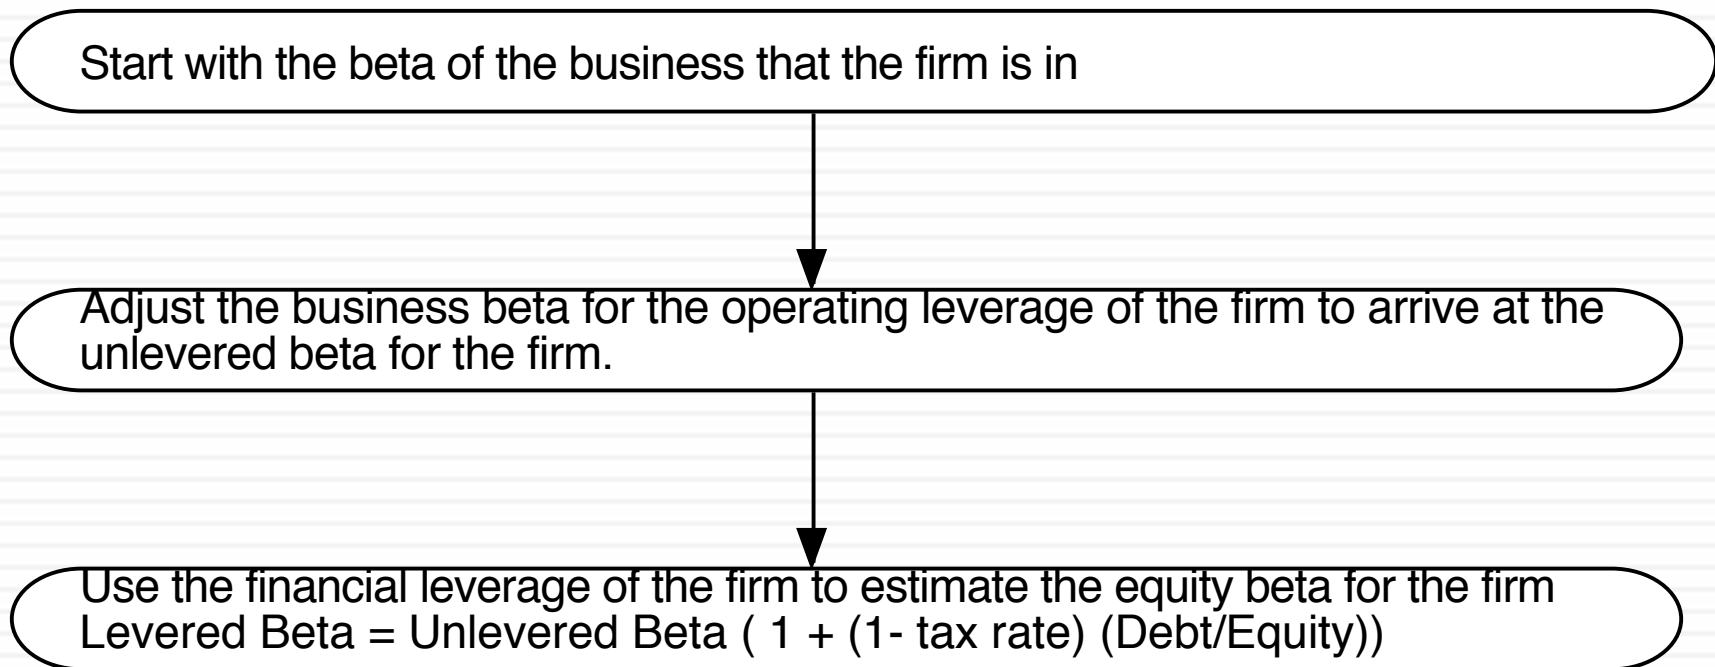 Start with the beta of the business that the firm is in
Adjust the business beta for the operating leverage of the firm to arrive at the
unlevered beta for the firm.
Use the financial leverage of the firm to estimate the equity beta for the firm
Levered Beta = Unlevered Beta ( 1 + (1- tax rate) (Debt/Equity))